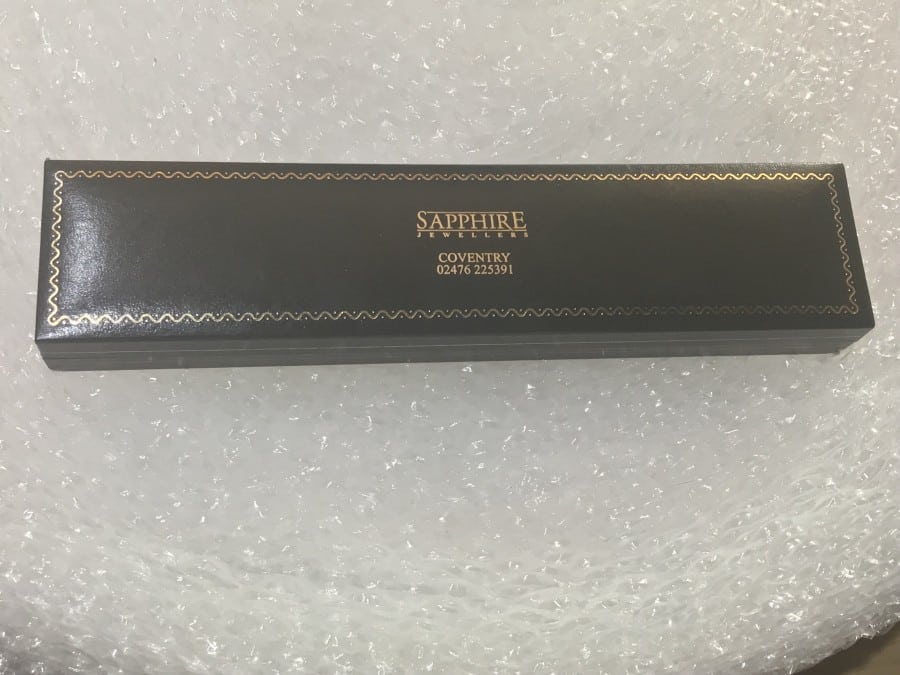 SAPPHIRE
JEWELLERS
COVENTRY
02476 225391